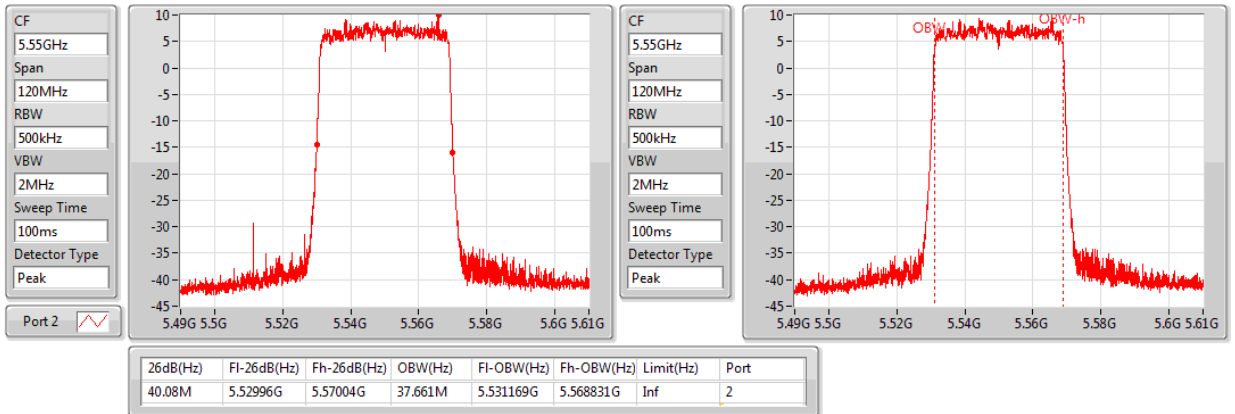 CF
5.55GHz
Span
120MHz
RBW
500kHz
VBW
2MHz
Sweep Time
100ms
Detector Type
Peak
Port 2
10
5
0
-5
-10
-15
-20
-25
-30
-35
-40
-45
5.49G 5.5G 5.52G 5.54G 5.56G 5.58G 5.6G 5.61G
CF
5.55GHz
Span
120MHz
RBW
500kHz
VBW
2MHz
Sweep Time
100ms
Detector Type
Peak
10
5
0
-5
-10
-15
-20
-25
-30
-35
-40
-45
OBW-h
5.49G 5.5G 5.52G 5.54G 5.56G 5.58G 5.6G 5.61G
26dB(Hz) Fl-26dB(Hz) Fh-26dB(Hz) OBW(Hz) Fl-OBW(Hz) Fh-OBW(Hz) Limit(Hz) Port
40.08M 5.52996G 5.57004G 37.661M 5.531169G 5.568831G Inf 2